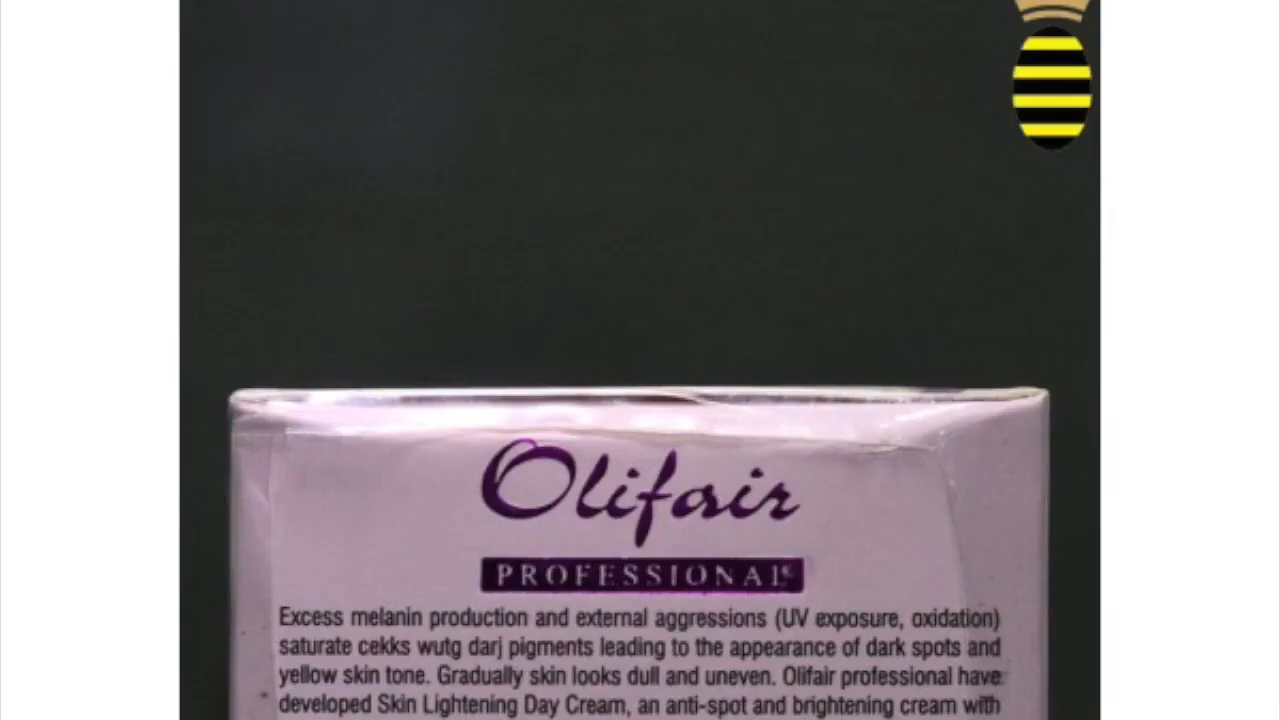 Olifair
PROFESSIONAL
Excess melanin production and external aggressions (UV exposure, oxidation)
saturate cekks wutg darj pigments leading to the appearance of dark spots and
yellow skin tone. Gradually skin looks dull and uneven. Olifair professional have
developed Skin Lightening Day Cream, an anti-spot and brightening cream with